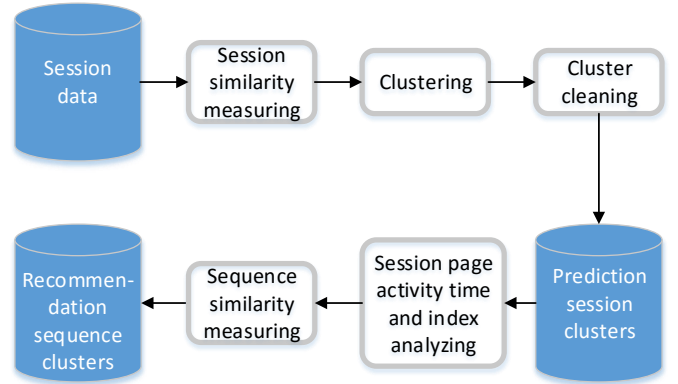 Session
data
Session
similarity
measuring
Clustering
Cluster
cleaning
Recommen-
dation
sequence
clusters
Sequence
similarity
measuring
Session page
activity time
and index
analyzing
Prediction
session
clusters